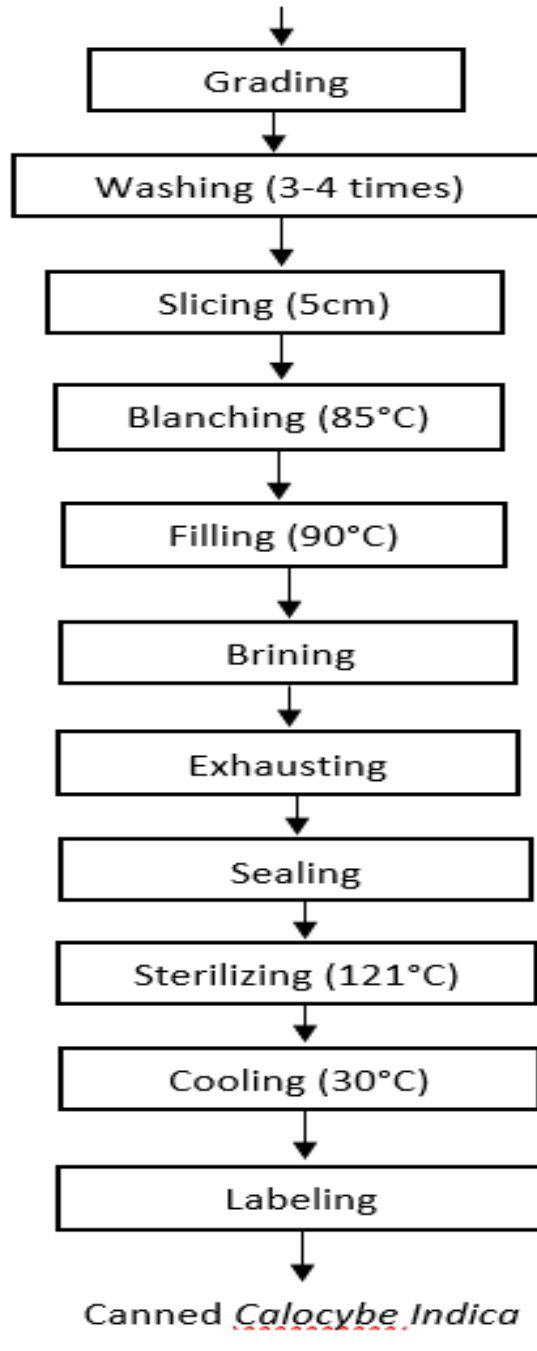 Grading
Washing (3-4 times)
Slicing (5cm)
Blanching (85°C)
Filling (90°C)
Brining
Exhausting
Sealing
Sterilizing (121°C)
Cooling (30°C)
Labeling
Canned Calocybe Indica